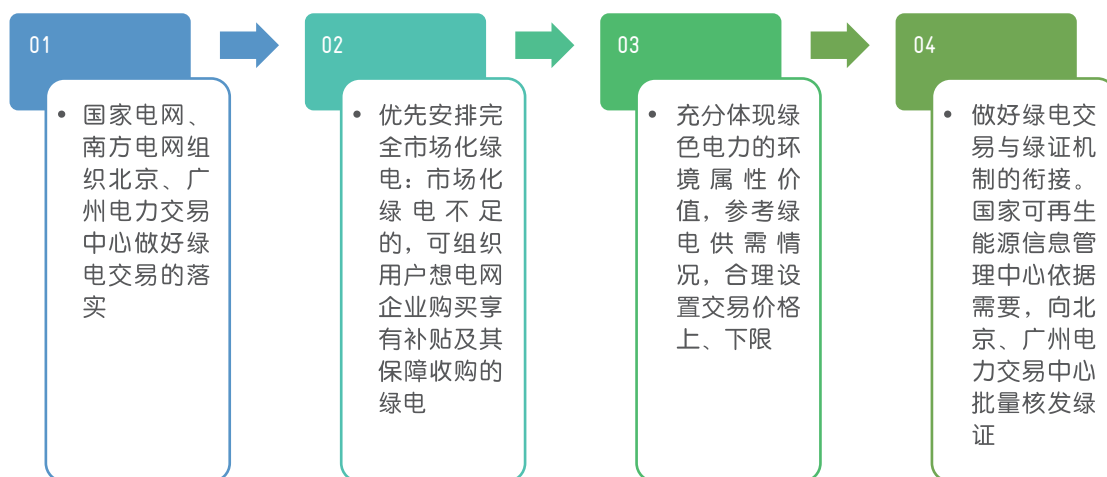 01
• 国家电网、
南方电网组
织北京、广
州电力交易
中心做好绿
电交易的落
实
02
• 优先安排完
全市场化绿
电：市场化
绿电不足
的，可组织
用户想电网
企业购买享
有补贴及其
保障收购的
绿电
03
• 充分体现绿
色电力的环
境属性价
值，参考绿
电供需情
况，合理设
置交易价格
上、下限
04
• 做好绿电交
易与绿证机
制的衔接。
国家可再生
能源信息管
理中心依据
需要，向北
京、广州电
力交易中心
批量核发绿
证